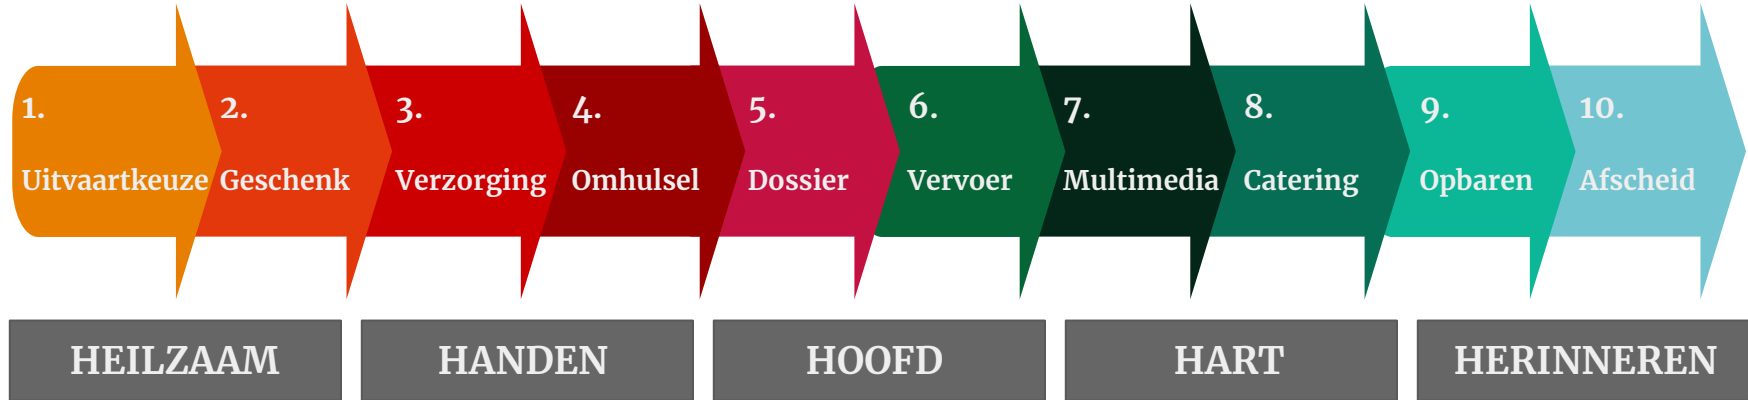 1.
Uitvaartkeuze
2.
Geschenk
3.
Verzorging
4.
Omhulsel
5.
Dossier
6.
Vervoer
7.
Multimedia
8.
Catering
9.
Opbaren
10.
Afscheid
HEILZAAM
HANDEN
HOOFD
HART
HERINNEREN